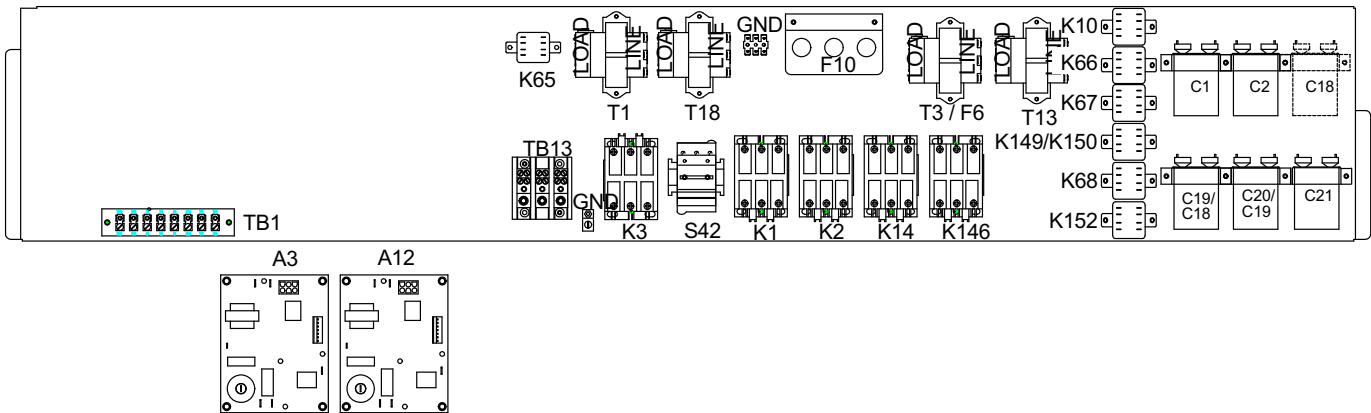 LOAD
LINE
LOAD
LINE
GND
F10
LOAD
LINE
LOAD
K10
K65
K66
C1
C2
C18
T1
T18
T3 / F6
T13
K67
K149/K150
TB13
K68
GND
C19/
C18
C20/
C19
C21
TB1
K3
S42
K1
K2
K14
K146
K152
A3
A12